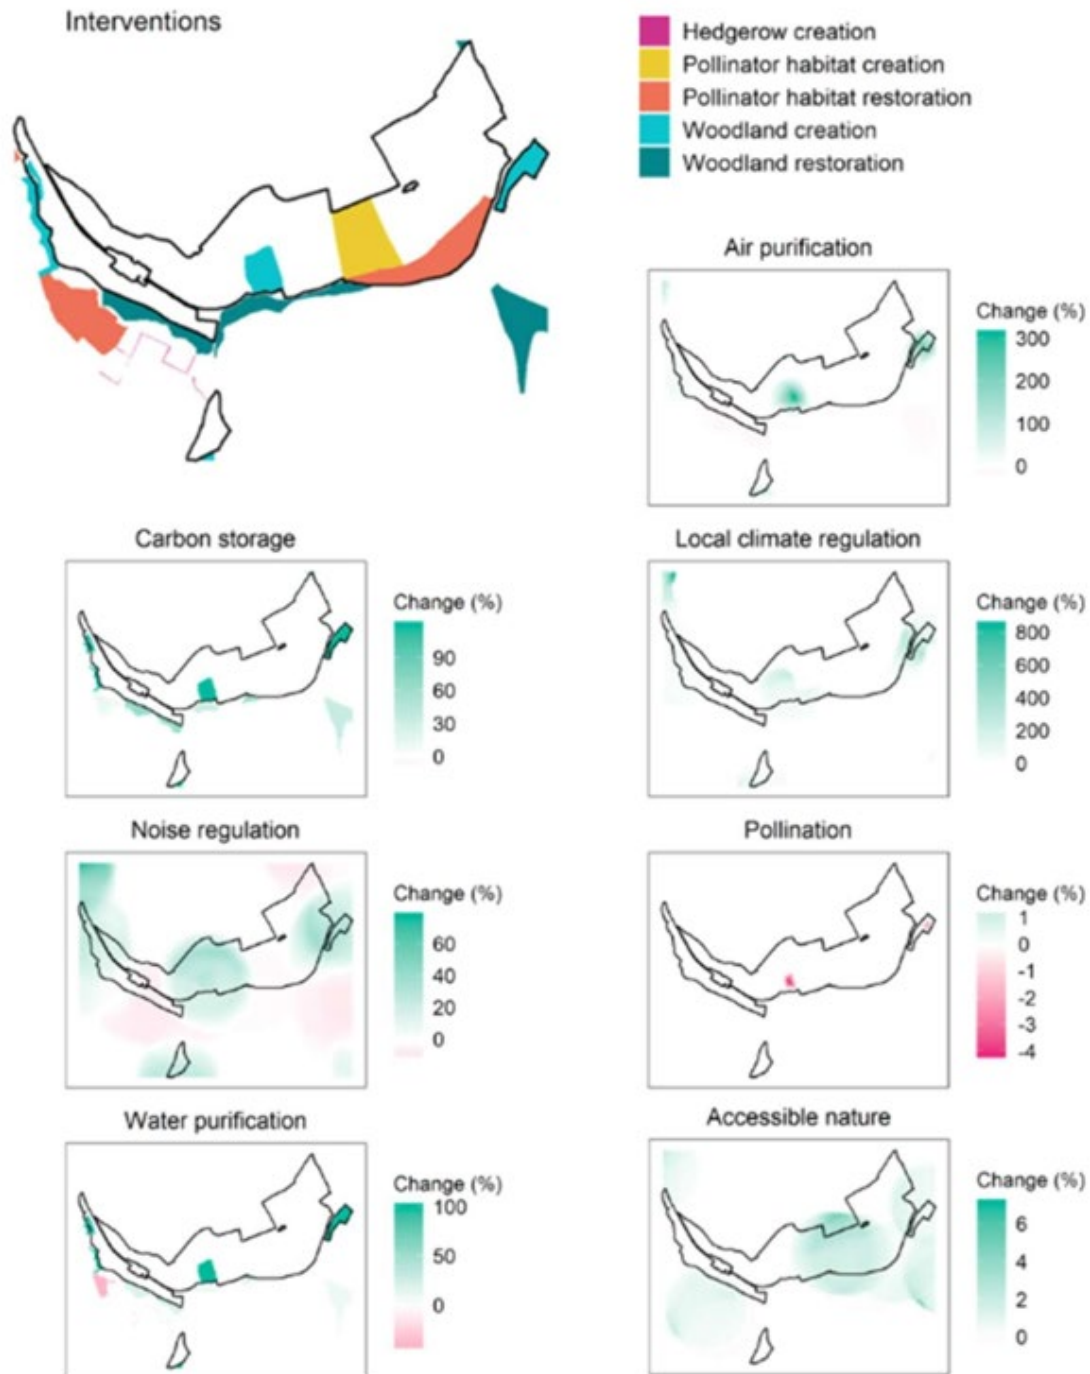 Interventions
Hedgerow creation
Pollinator habitat creation
Pollinator habitat restoration
Woodland creation
Woodland restoration
Air purification
Change (%)
300
200
100
0
Carbon storage
Change (%)
90
60
30
0
Local climate regulation
Change (%)
800
600
400
200
0
Noise regulation
Change (%)
60
40
20
0
Pollination
Change (%)
1
0
-1
-2
-3
-4
Water purification
Change (%)
100
50
0
Accessible nature
Change (%)
6
4
2
0